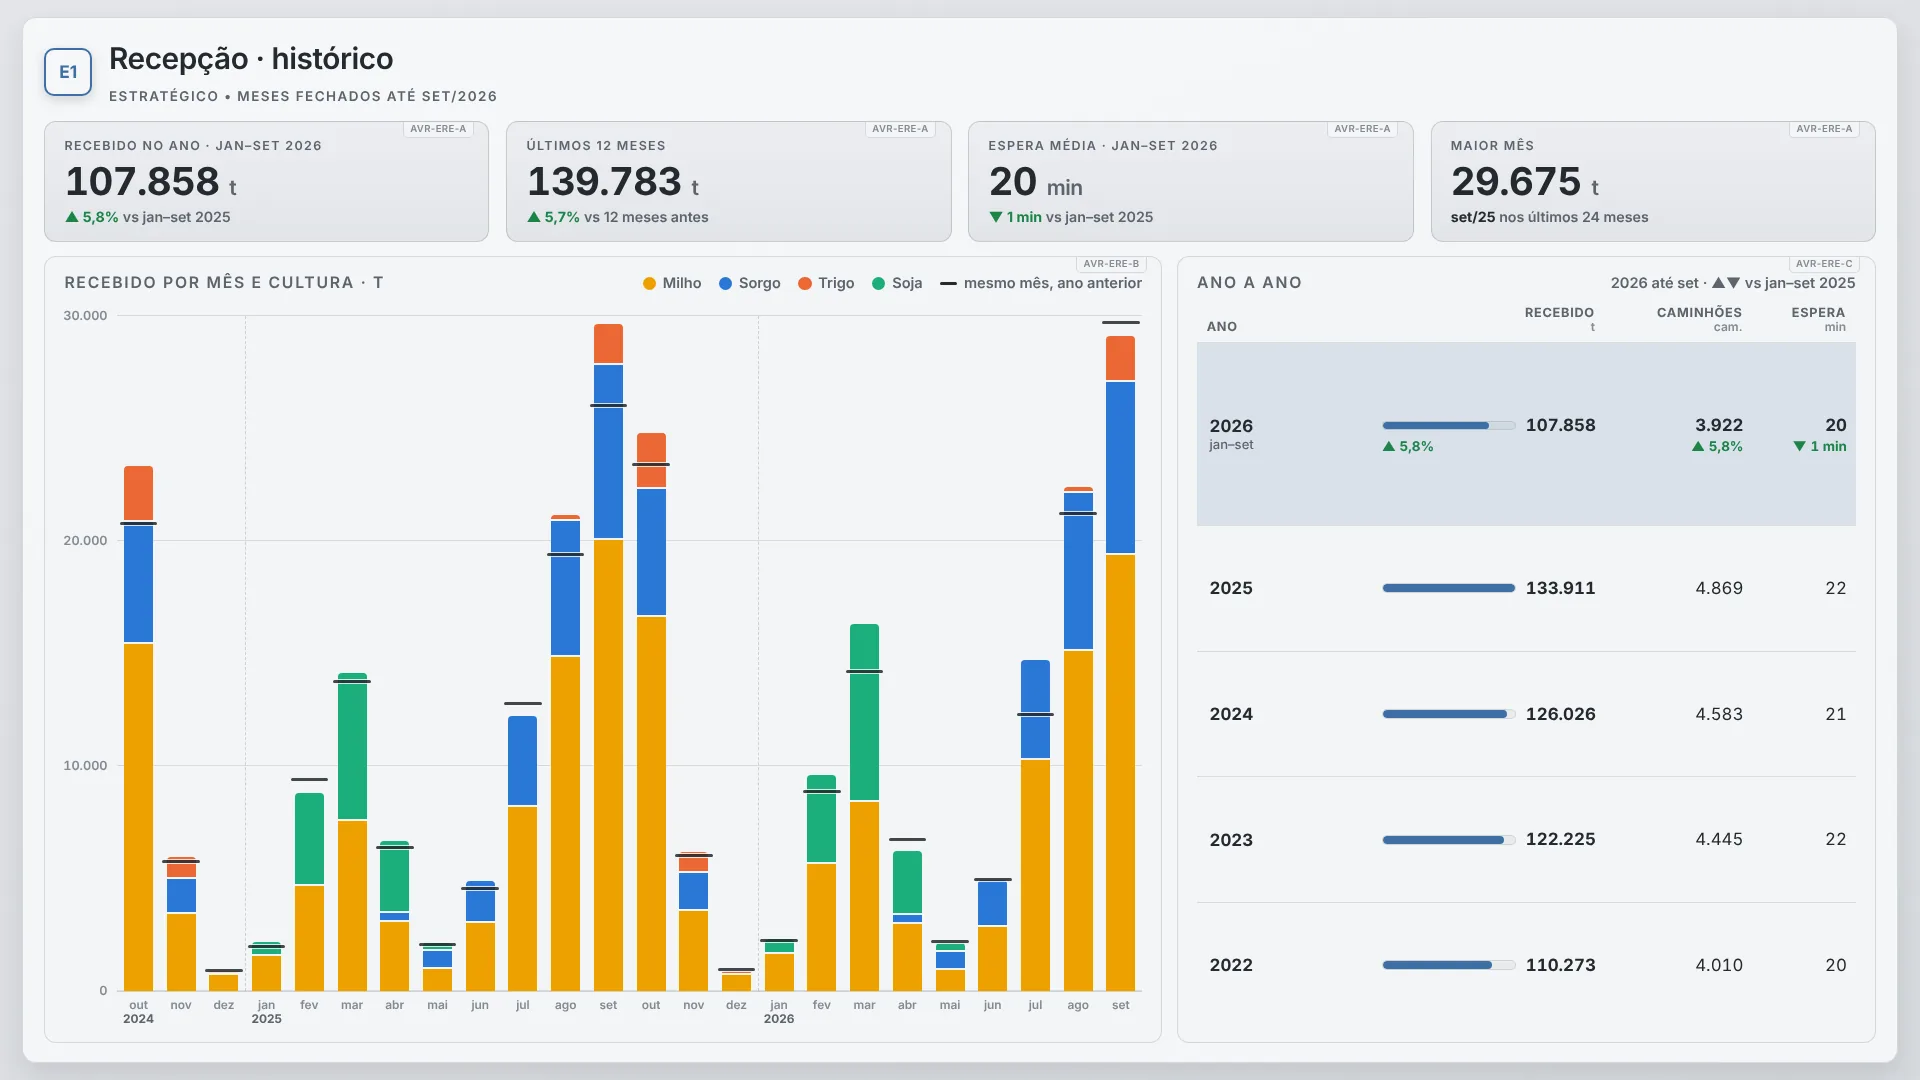 E1
Recepção · histórico
ESTRATÉGICO • MESES FECHADOS ATÉ SET/2026
AVR-ERE-A
RECEBIDO NO ANO · JAN–SET 2026
107.858 t
▲ 5,8% vs jan–set 2025
AVR-ERE-A
ÚLTIMOS 12 MESES
139.783 t
▲ 5,7% vs 12 meses antes
AVR-ERE-A
ESPERA MÉDIA · JAN–SET 2026
20 min
▼ 1 min vs jan–set 2025
AVR-ERE-A
MAIOR MÊS
29.675 t
set/25 nos últimos 24 meses
AVR-ERE-B
RECEBIDO POR MÊS E CULTURA · T
Milho Sorgo Trigo Soja mesmo mês, ano anterior
30.000
20.000
10.000
0
out nov dez jan fev mar abr mai jun jul ago set out nov dez jan fev mar abr mai jun jul ago set
2024 2025 2026
AVR-ERE-C
ANO A ANO
2026 até set · ▲▼ vs jan–set 2025
ANO RECEBIDO CAMINHÕES ESPERA
t cam. min
2026 107.858 3.922 20
jan–set ▲ 5,8% ▲ 5,8% ▼ 1 min
2025 133.911 4.869 22
2024 126.026 4.583 21
2023 122.225 4.445 22
2022 110.273 4.010 20